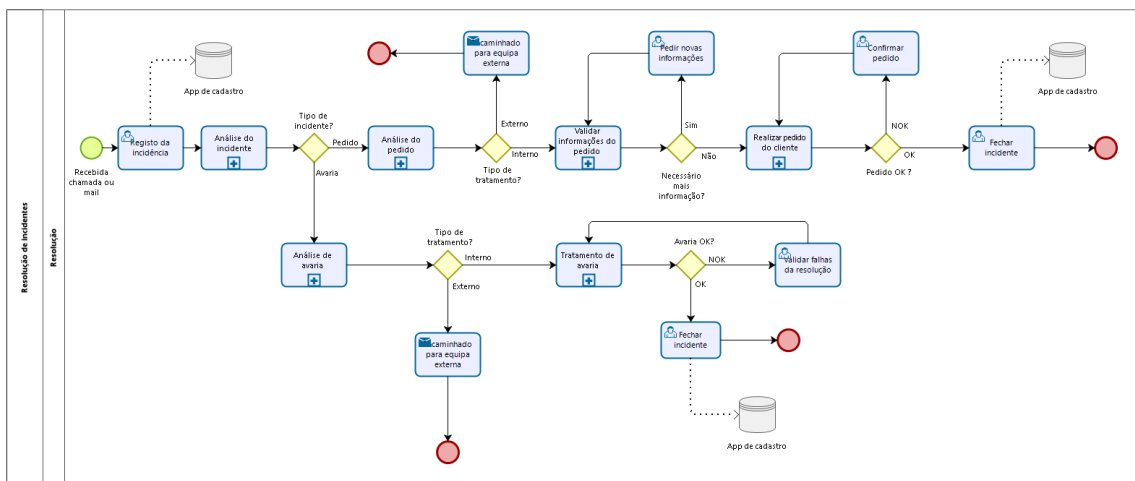 Resolução de Incidentes
Resolução
Recebida
chamada ou
mail
Registo da
incidência
App de cadastro
Análise do
incidente
Tipo de
incidente?
Pedido
Avaria
Análise do
pedido
Externo
Interno
Tipo de
tratamento?
caminhado
para equipa
externa
Validar
informações do
pedido
Pedir novas
informações
Sim
Não
Necessário
mais
informação?
Realizar pedido
do cliente
Confirmar
pedido
NOK
OK
Pedido OK ?
Fechar
incidente
App de cadastro
Análise de
avaria
Tipo de
tratamento?
Interno
Externo
caminhado
para equipa
externa
Tratamento de
avaria
Avaria OK?
NOK
OK
Validar falhas
da resolução
Fechar
incidente
App de cadastro